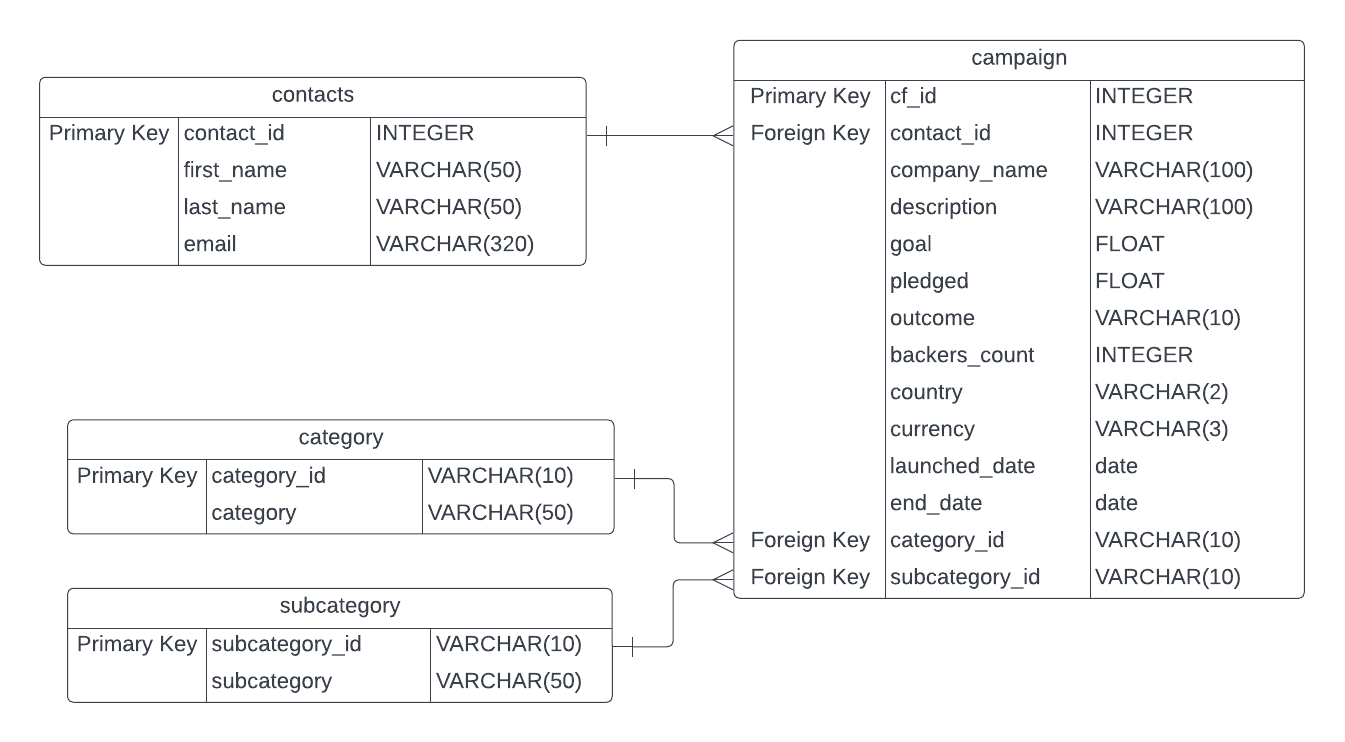 contacts
Primary Key contact_id INTEGER
first_name VARCHAR(50)
last_name VARCHAR(50)
email VARCHAR(320)
campaign
Primary Key cf_id INTEGER
Foreign Key contact_id INTEGER
company_name VARCHAR(100)
description VARCHAR(100)
goal FLOAT
pledged FLOAT
outcome VARCHAR(10)
backers_count INTEGER
country VARCHAR(2)
currency VARCHAR(3)
launched_date date
end_date date
Foreign Key category_id VARCHAR(10)
Foreign Key subcategory_id VARCHAR(10)
category
Primary Key category_id VARCHAR(10)
category VARCHAR(50)
subcategory
Primary Key subcategory_id VARCHAR(10)
subcategory VARCHAR(50)